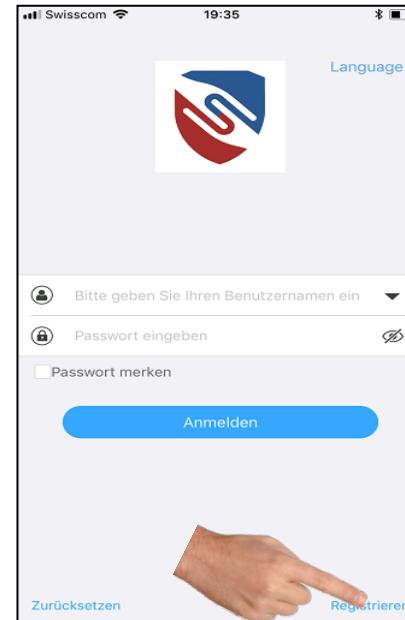 Swisscom 19:35
Language
Bitte geben Sie Ihren Benutzernamen ein
Passwort eingeben
Passwort merken
Anmelden
Zurücksetzen Registrieren